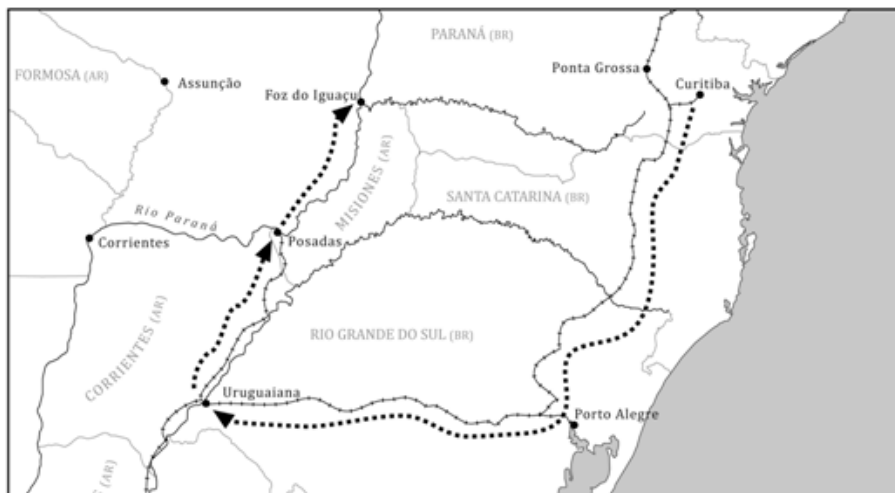 PARANÁ (BR)
FORMOSA (AR)
Assunção
Ponta Grossa
Curitiba
Foz do Iguaçu
MISIONES (AR)
SANTA CATARINA (BR)
Rio Paraná
Corrientes
Posadas
CORRIENTES (AR)
RIO GRANDE DO SUL (BR)
Uruguaiana
Porto Alegre
(AR)